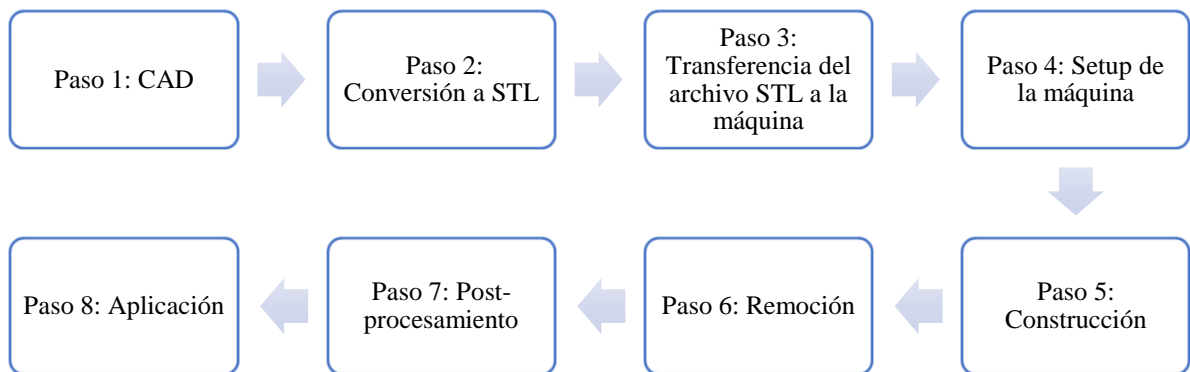 Paso 1: CAD
Paso 2:
Conversión a STL
Paso 3:
Transferencia del
archivo STL a la
máquina
Paso 4: Setup de
la máquina
Paso 5:
Construcción
Paso 6: Remoción
Paso 7: Post-
procesamiento
Paso 8: Aplicación